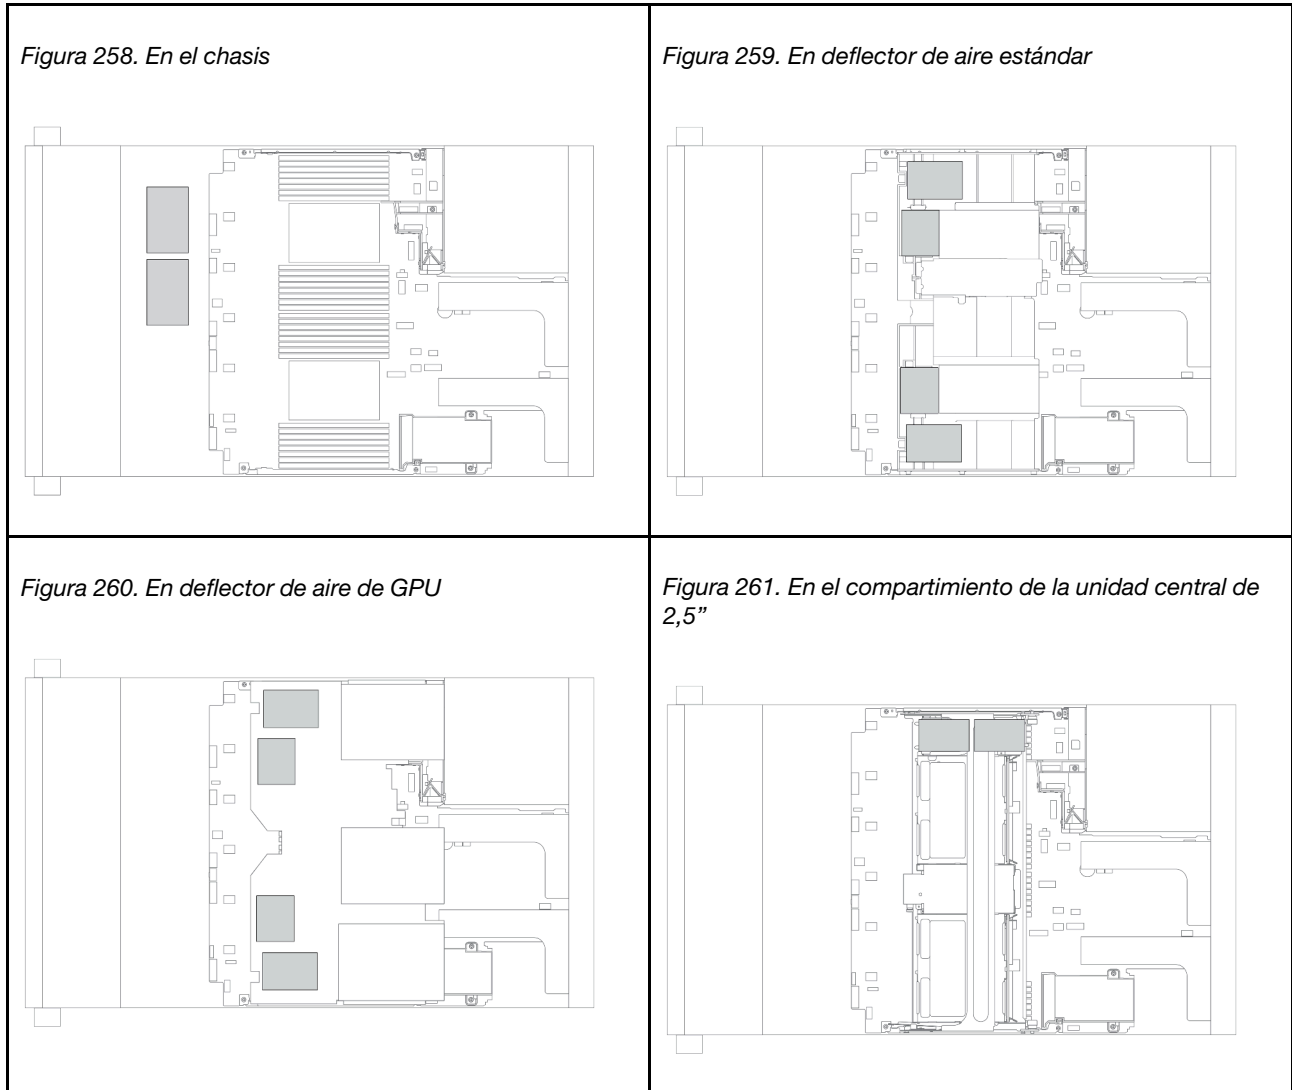 Figura 258. En el chasis
Figura 259. En deflector de aire estándar
Figura 260. En deflector de aire de GPU
Figura 261. En el compartimiento de la unidad central de
2,5”